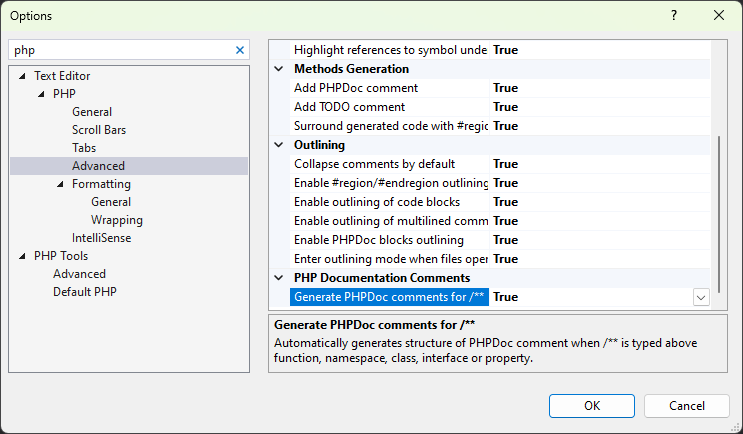 Options
?
php
Text Editor
PHP
General
Scroll Bars
Tabs
Advanced
Formatting
General
Wrapping
IntelliSense
PHP Tools
Advanced
Default PHP
Highlight references to symbol unde True
Methods Generation
Add PHPDoc comment True
Add TODO comment True
Surround generated code with #regio True
Outlining
Collapse comments by default True
Enable #region/#endregion outlining True
Enable outlining of code blocks True
Enable outlining of multilined comm True
Enable PHPDoc blocks outlining True
Enter outlining mode when files open True
PHP Documentation Comments
Generate PHPDoc comments for /** True
Generate PHPDoc comments for /**
Automatically generates structure of PHPDoc comment when /** is typed above
function, namespace, class, interface or property.
OK
Cancel